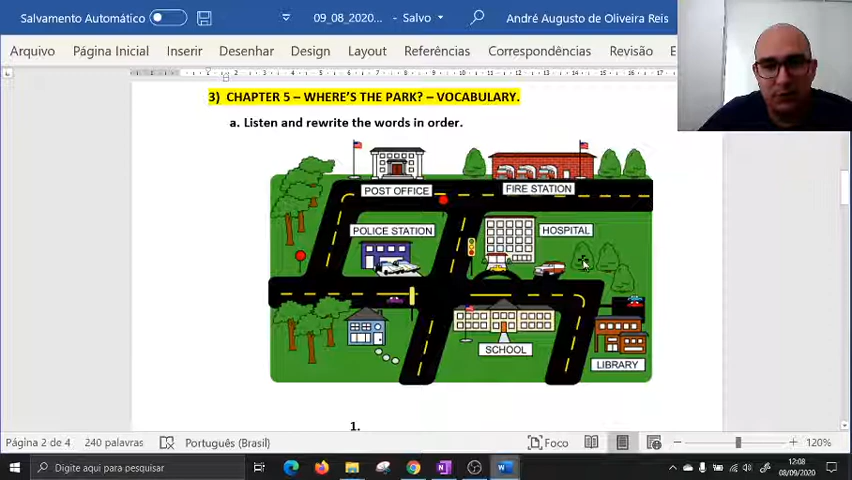 Salvamento Automático
09_08_2020...
Salvo
André Augusto de Oliveira Reis
Arquivo
Página Inicial
Inserir
Desenhar
Design
Layout
Referências
Correspondências
Revisão
E
3) CHAPTER 5 – WHERE'S THE PARK? – VOCABULARY.
a. Listen and rewrite the words in order.
POST OFFICE
FIRE STATION
POLICE STATION
HOSPITAL
SCHOOL
LIBRARY
1.
Página 2 de 4
240 palavras
Português (Brasil)
Foco
120%
Digite aqui para pesquisar
12:08
08/09/2020